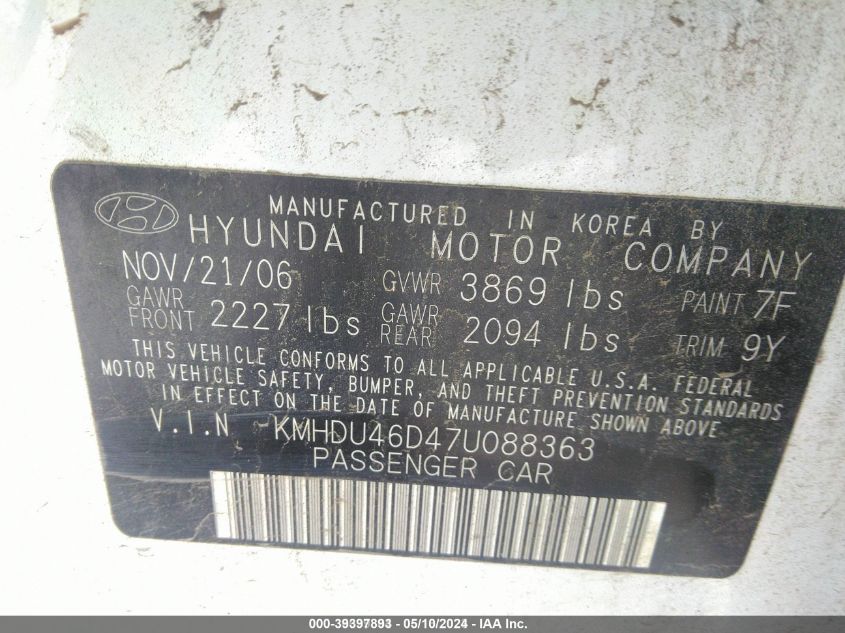 MANUFACTURED IN KOREA BY
HYUNDAI MOTOR COMPANY
NOV/21/06 GVWR 3869 lbs PAINT 7F
GAWR FRONT 2227 lbs GAWR REAR 2094 lbs TRIM 9Y
THIS VEHICLE CONFORMS TO ALL APPLICABLE U.S.A. FEDERAL
MOTOR VEHICLE SAFETY, BUMPER, AND THEFT PREVENTION STANDARDS
IN EFFECT ON THE DATE OF MANUFACTURE SHOWN ABOVE
V.I.N KMHDU46D47U088363
PASSENGER CAR
000-39397893 - 05/10/2024 - IAA Inc.